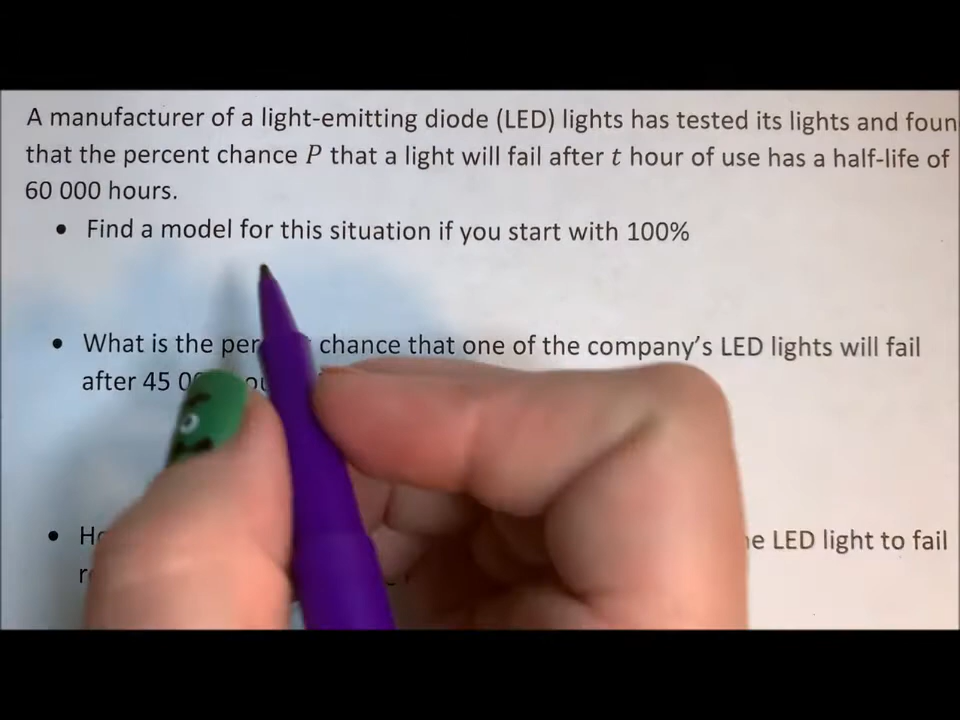 A manufacturer of a light-emitting diode (LED) lights has tested its lights and foun
that the percent chance P that a light will fail after t hour of use has a half-life of
60 000 hours.
• Find a model for this situation if you start with 100%
• What is the chance that one of the company's LED lights will fail
after 45
• LED light to fail